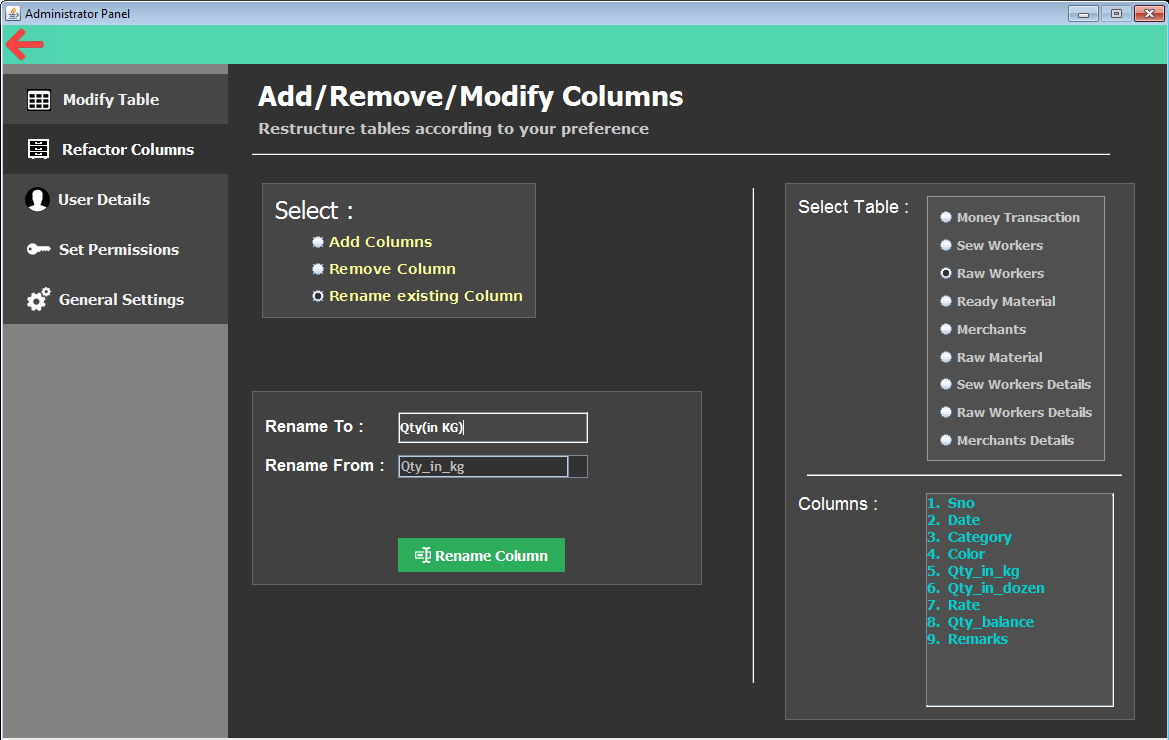 Administrator Panel
Modify Table
Refactor Columns
User Details
Set Permissions
General Settings
Add/Remove/Modify Columns
Restructure tables according to your preference
Select :
Add Columns
Remove Column
Rename existing Column
Rename To :
Qty(in KG)
Rename From :
Qty_in_kg
Rename Column
Select Table :
Money Transaction
Sew Workers
Raw Workers
Ready Material
Merchants
Raw Material
Sew Workers Details
Raw Workers Details
Merchants Details
Columns :
1. Sno
2. Date
3. Category
4. Color
5. Qty_in_kg
6. Qty_in_dozen
7. Rate
8. Qty_balance
9. Remarks